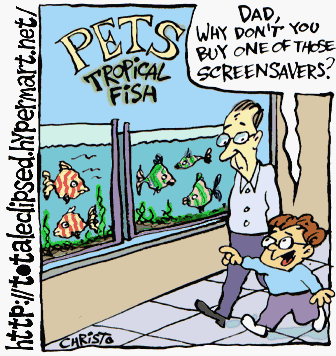 PETS
TROPICAL
FISH
DAD,
WHY DON'T YOU
BUY ONE OF THOSE
SCREENSAVERS?
http://totaleclipsed.hypermart.net/
CHRISTO